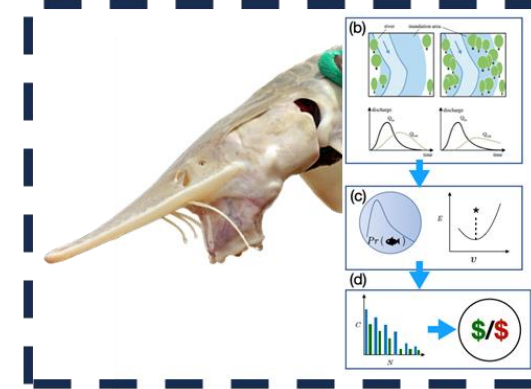 (b)
river
inundation area
discharge
discharge
time
time
(c)
Pr(
E
υ
(d)
C
N
$/$